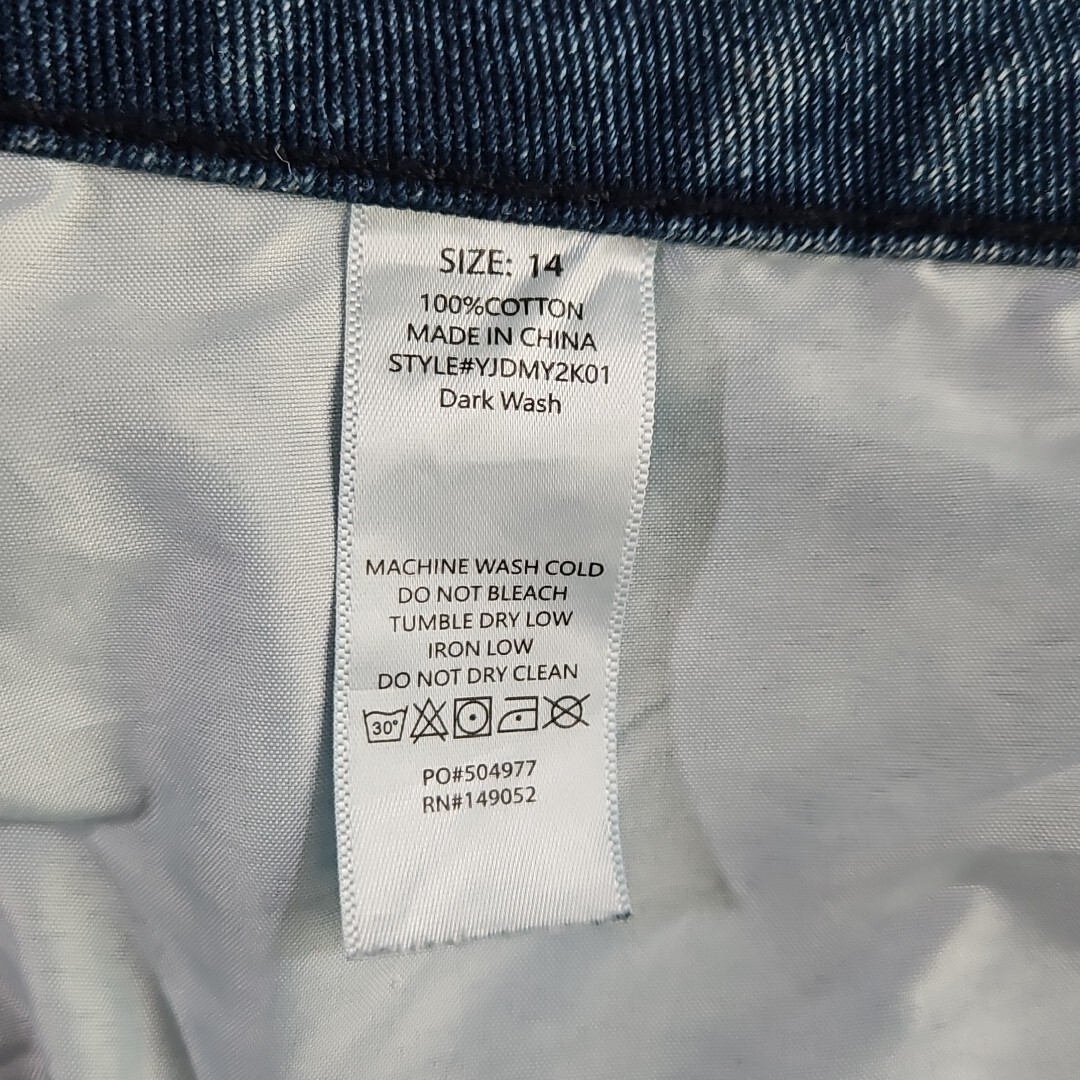 SIZE: 14
100%COTTON
MADE IN CHINA
STYLE#YJDMY2K01
Dark Wash
MACHINE WASH COLD
DO NOT BLEACH
TUMBLE DRY LOW
IRON LOW
DO NOT DRY CLEAN
30°
PO#504977
RN#149052